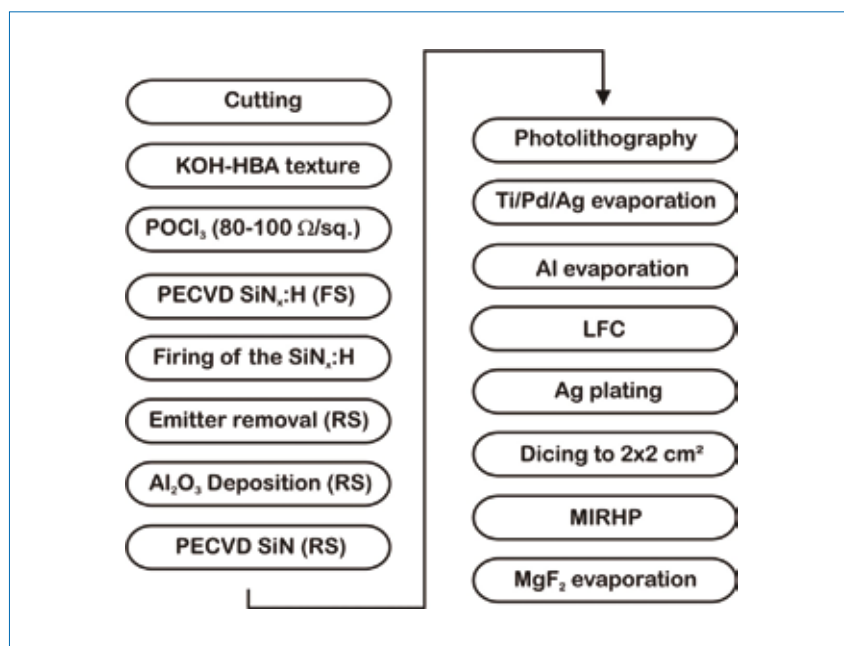 Cutting
KOH-HBA texture
POCl₃ (80-100 Ω/sq.)
PECVD SiNₓ:H (FS)
Firing of the SiNₓ:H
Emitter removal (RS)
Al₂O₃ Deposition (RS)
PECVD SiN (RS)
Photolithography
Ti/Pd/Ag evaporation
Al evaporation
LFC
Ag plating
Dicing to 2x2 cm²
MIRHP
MgF₂ evaporation